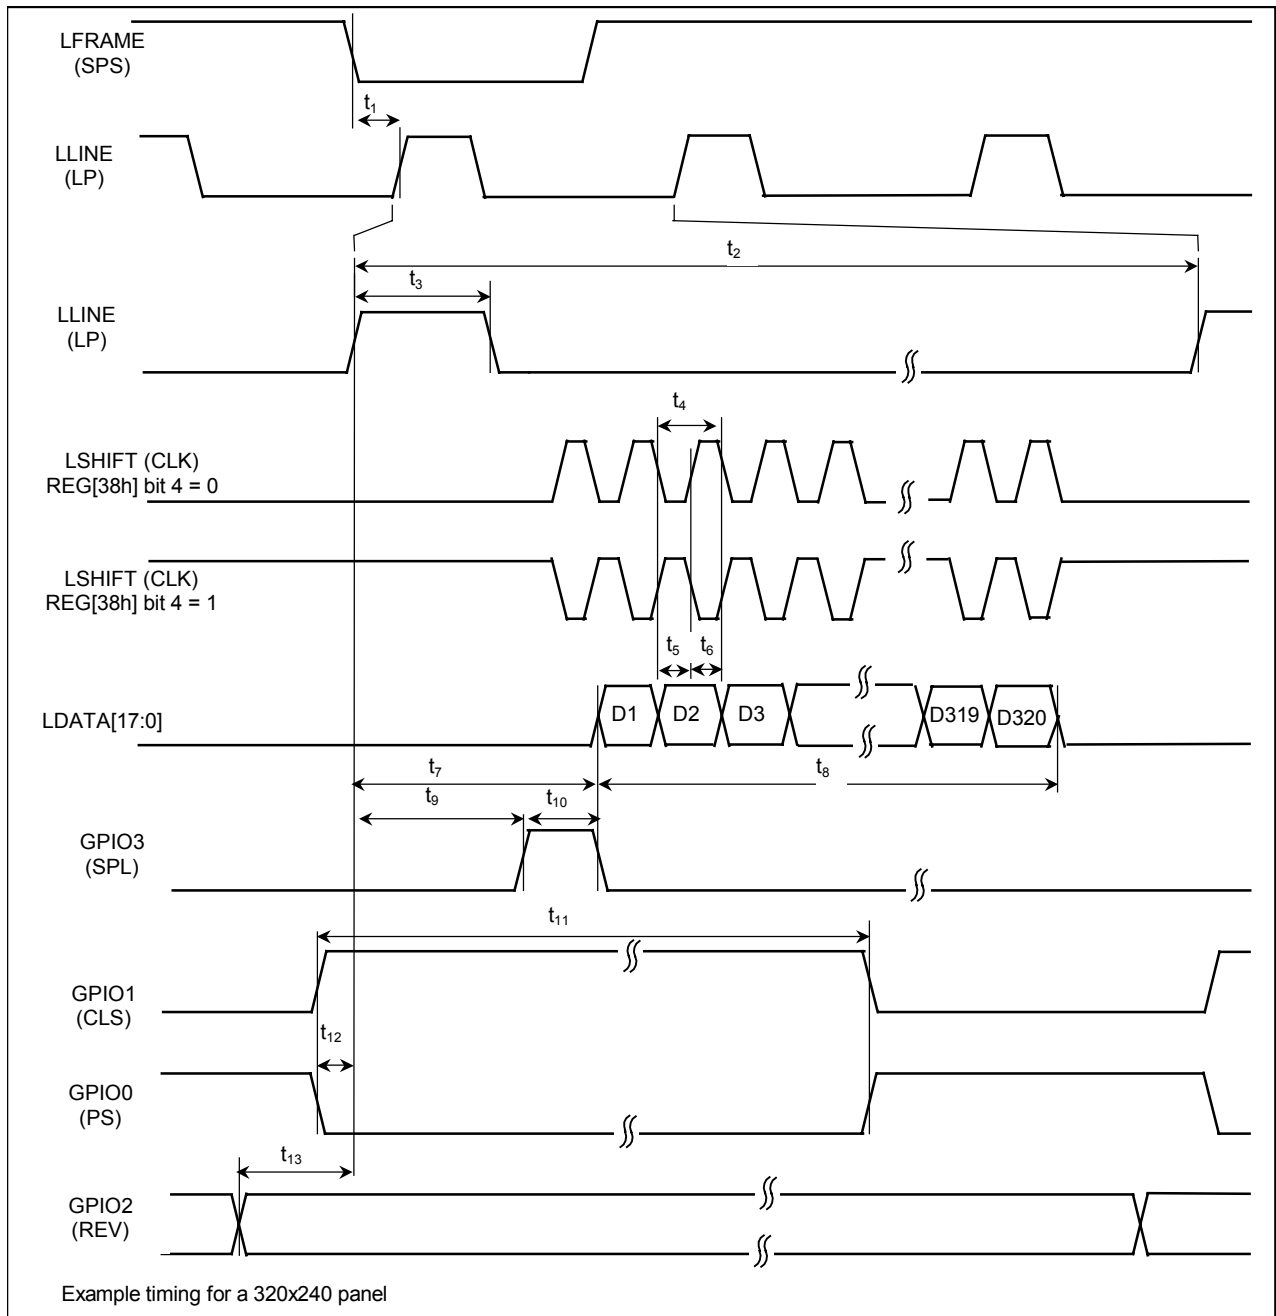 LFRAME
(SPS)
t1
LLINE
(LP)
t2
t3
LLINE
(LP)
t4
LSHIFT (CLK)
REG[38h] bit 4 = 0
LSHIFT (CLK)
REG[38h] bit 4 = 1
t5 t6
LDATA[17:0]
D1 D2 D3 D319 D320
t7 t8
t9 t10
GPIO3
(SPL)
t11
GPIO1
(CLS)
t12
GPIO0
(PS)
t13
GPIO2
(REV)
Example timing for a 320x240 panel